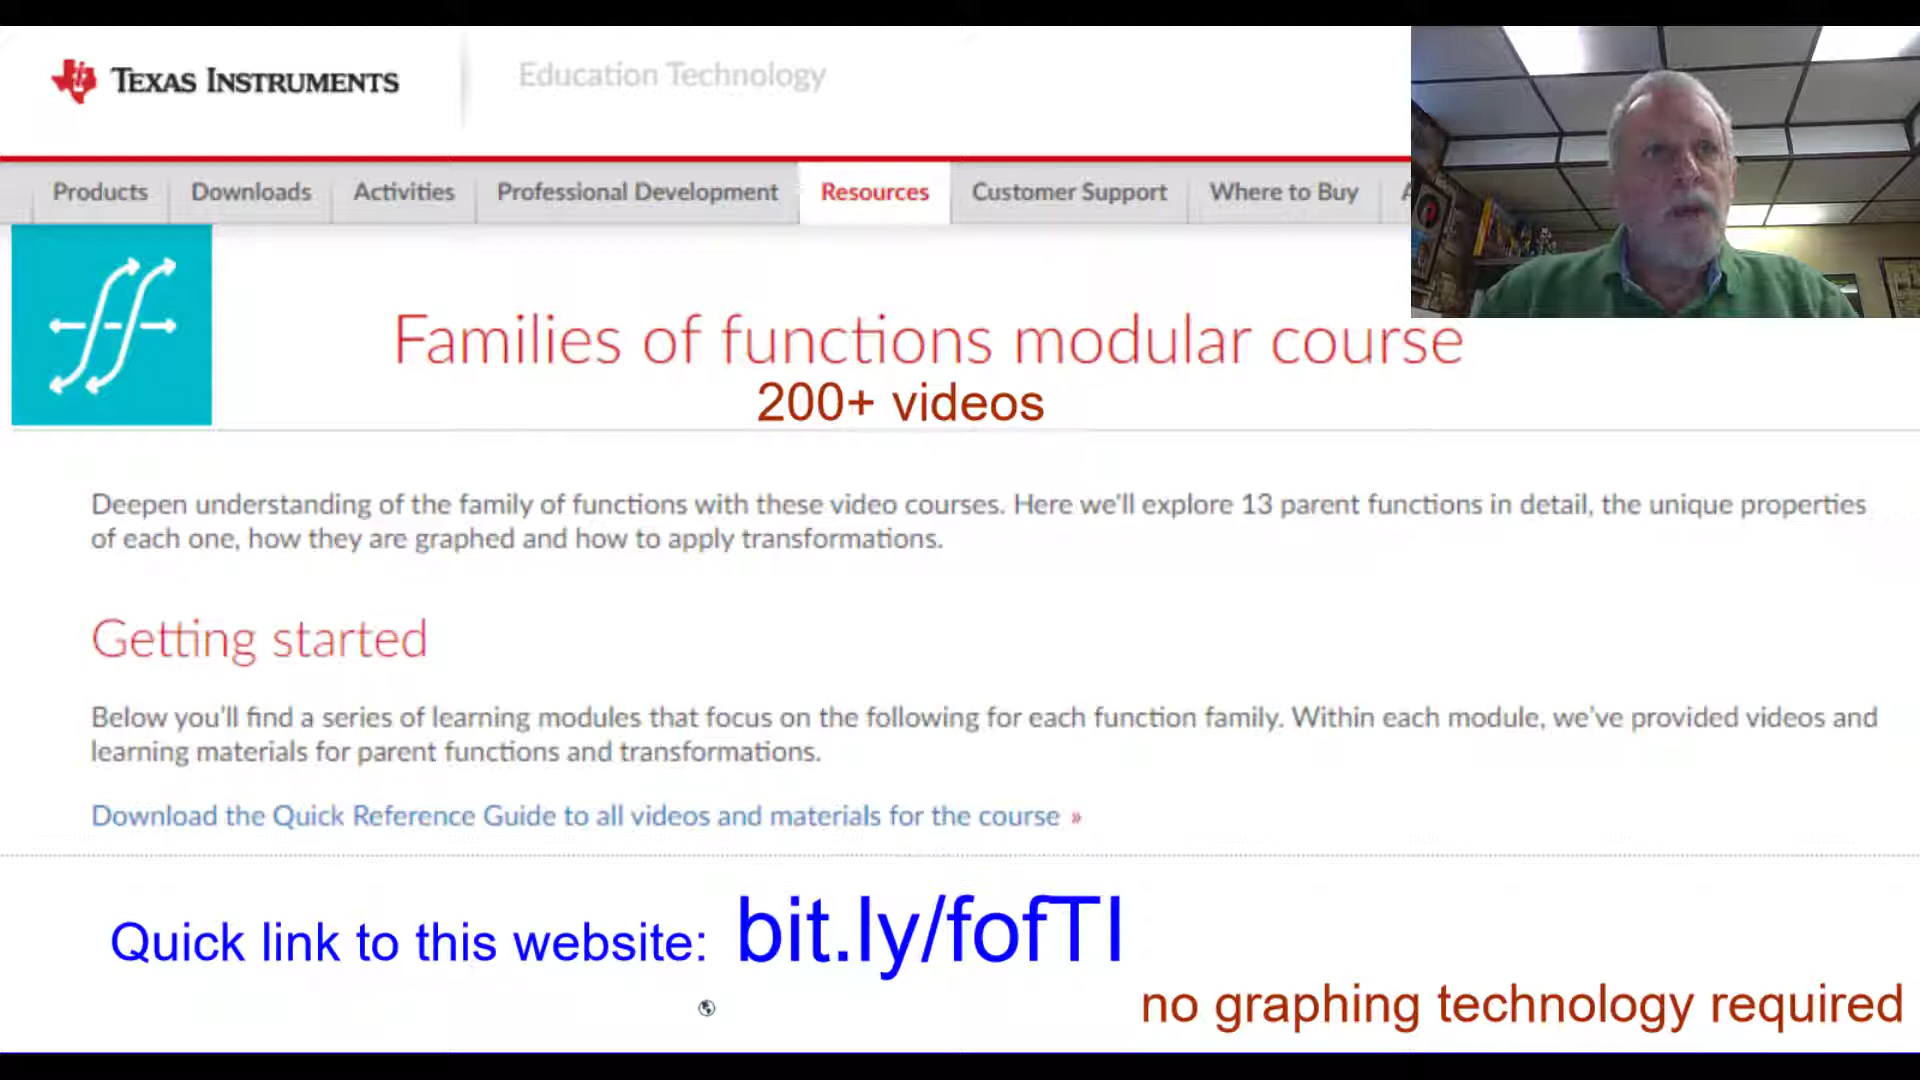 TEXAS INSTRUMENTS
Education Technology
Products Downloads Activities Professional Development Resources Customer Support Where to Buy
Families of functions modular course
200+ videos
Deepen understanding of the family of functions with these video courses. Here we'll explore 13 parent functions in detail, the unique properties
of each one, how they are graphed and how to apply transformations.
Getting started
Below you'll find a series of learning modules that focus on the following for each function family. Within each module, we've provided videos and
learning materials for parent functions and transformations.
Download the Quick Reference Guide to all videos and materials for the course »
Quick link to this website: bit.ly/fofTI
no graphing technology required